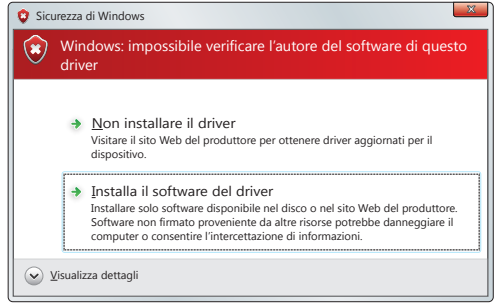 Sicurezza di Windows
Windows: impossibile verificare l'autore del software di questo
driver
Non installare il driver
Visitare il sito Web del produttore per ottenere driver aggiornati per il
dispositivo.
Installa il software del driver
Installare solo software disponibile nel disco o nel sito Web del produttore.
Software non firmato proveniente da altre risorse potrebbe danneggiare il
computer o consentire l'intercettazione di informazioni.
Visualizza dettagli